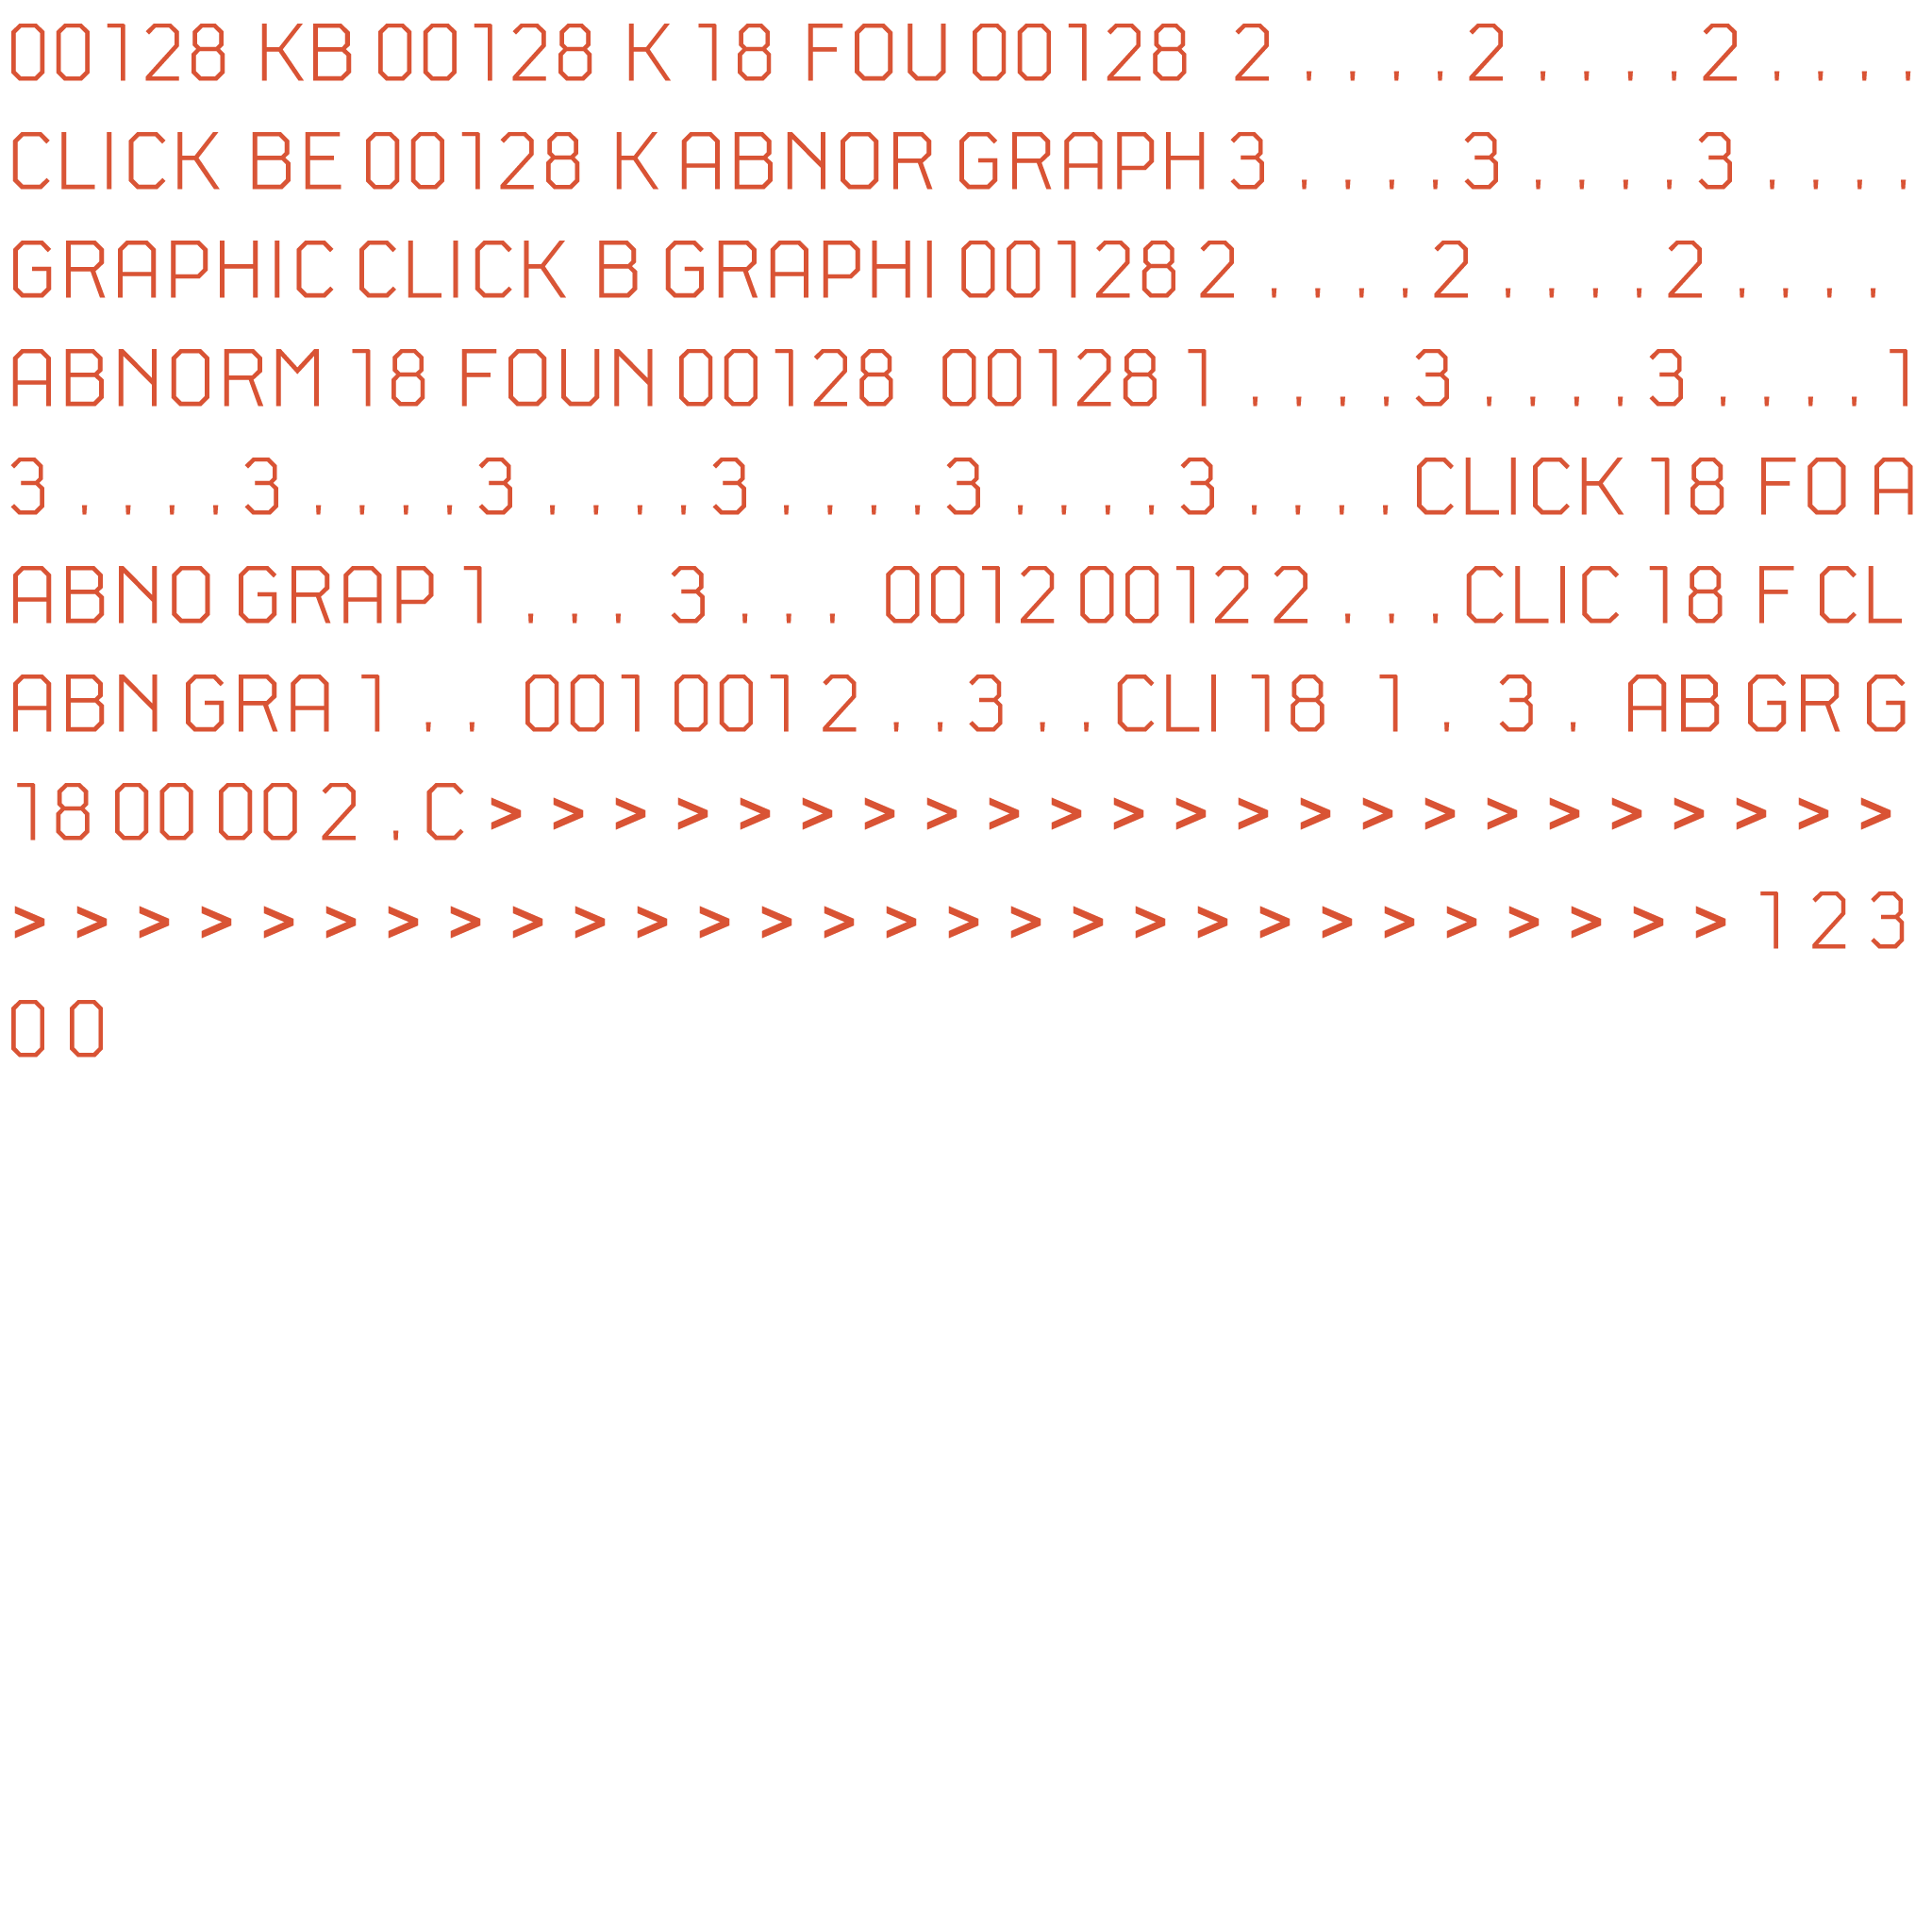 00128 KB 00128 K 18 FOU 00128 2 . . . . 2 . . . . 2 . . . .
CLICK BE 00128 K ABNOR GRAPH 3 . . . . 3 . . . . 3 . . . .
GRAPHIC CLICK B GRAPHI 00128 2 . . . . 2 . . . . 2 . . . .
ABNORM 18 FOUN 00128 00128 1 . . . . 3 . . . . 3 . . . . 1
3 . . . . 3 . . . . 3 . . . . 3 . . . . 3 . . . . 3 . . . . CLICK 18 FO A
ABNO GRAP 1 . . . 3 . . . 0012 0012 2 . . . CLIC 18 F CL
ABN GRA 1 . . 001 001 2 . . 3 . . CLI 18 1 . 3 . AB GR G
18 00 00 2 . C > > > > > > > > > > > > > > > > > > > > > > >
> > > > > > > > > > > > > > > > > > > > > > > > > > > > 1 2 3
0 0